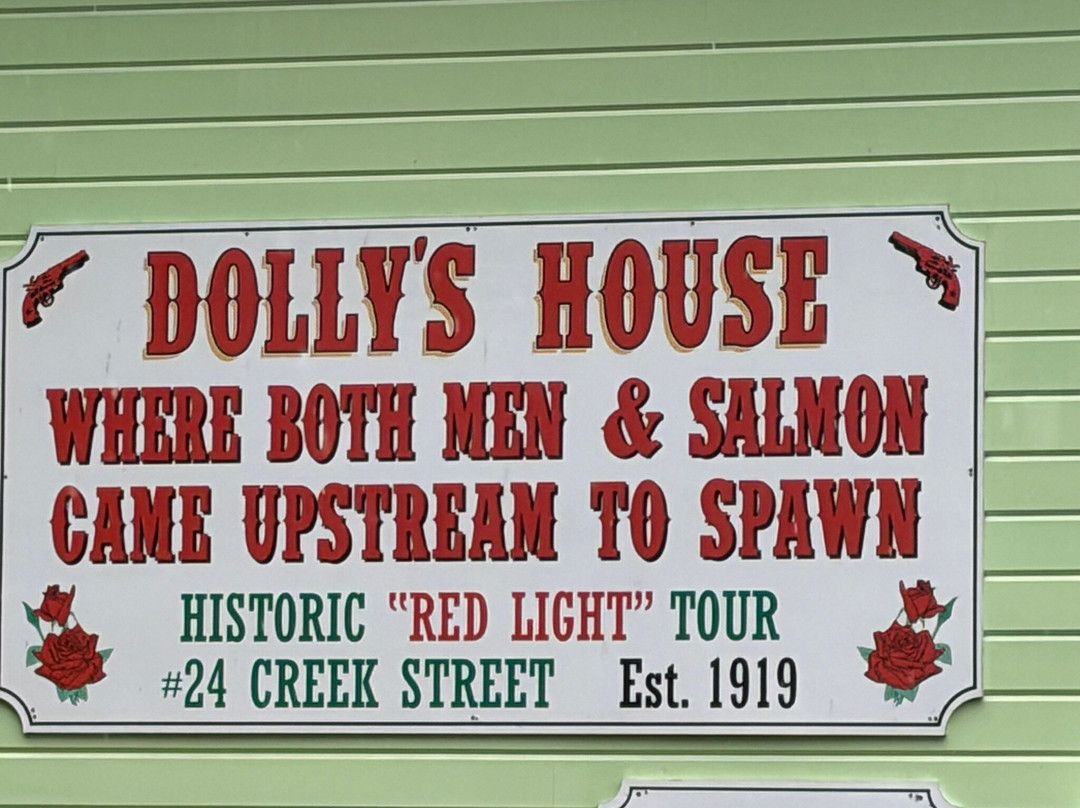 DOLLY'S HOUSE
WHERE BOTH MEN & SALMON
CAME UPSTREAM TO SPAWN
HISTORIC "RED LIGHT" TOUR
#24 CREEK STREET Est. 1919